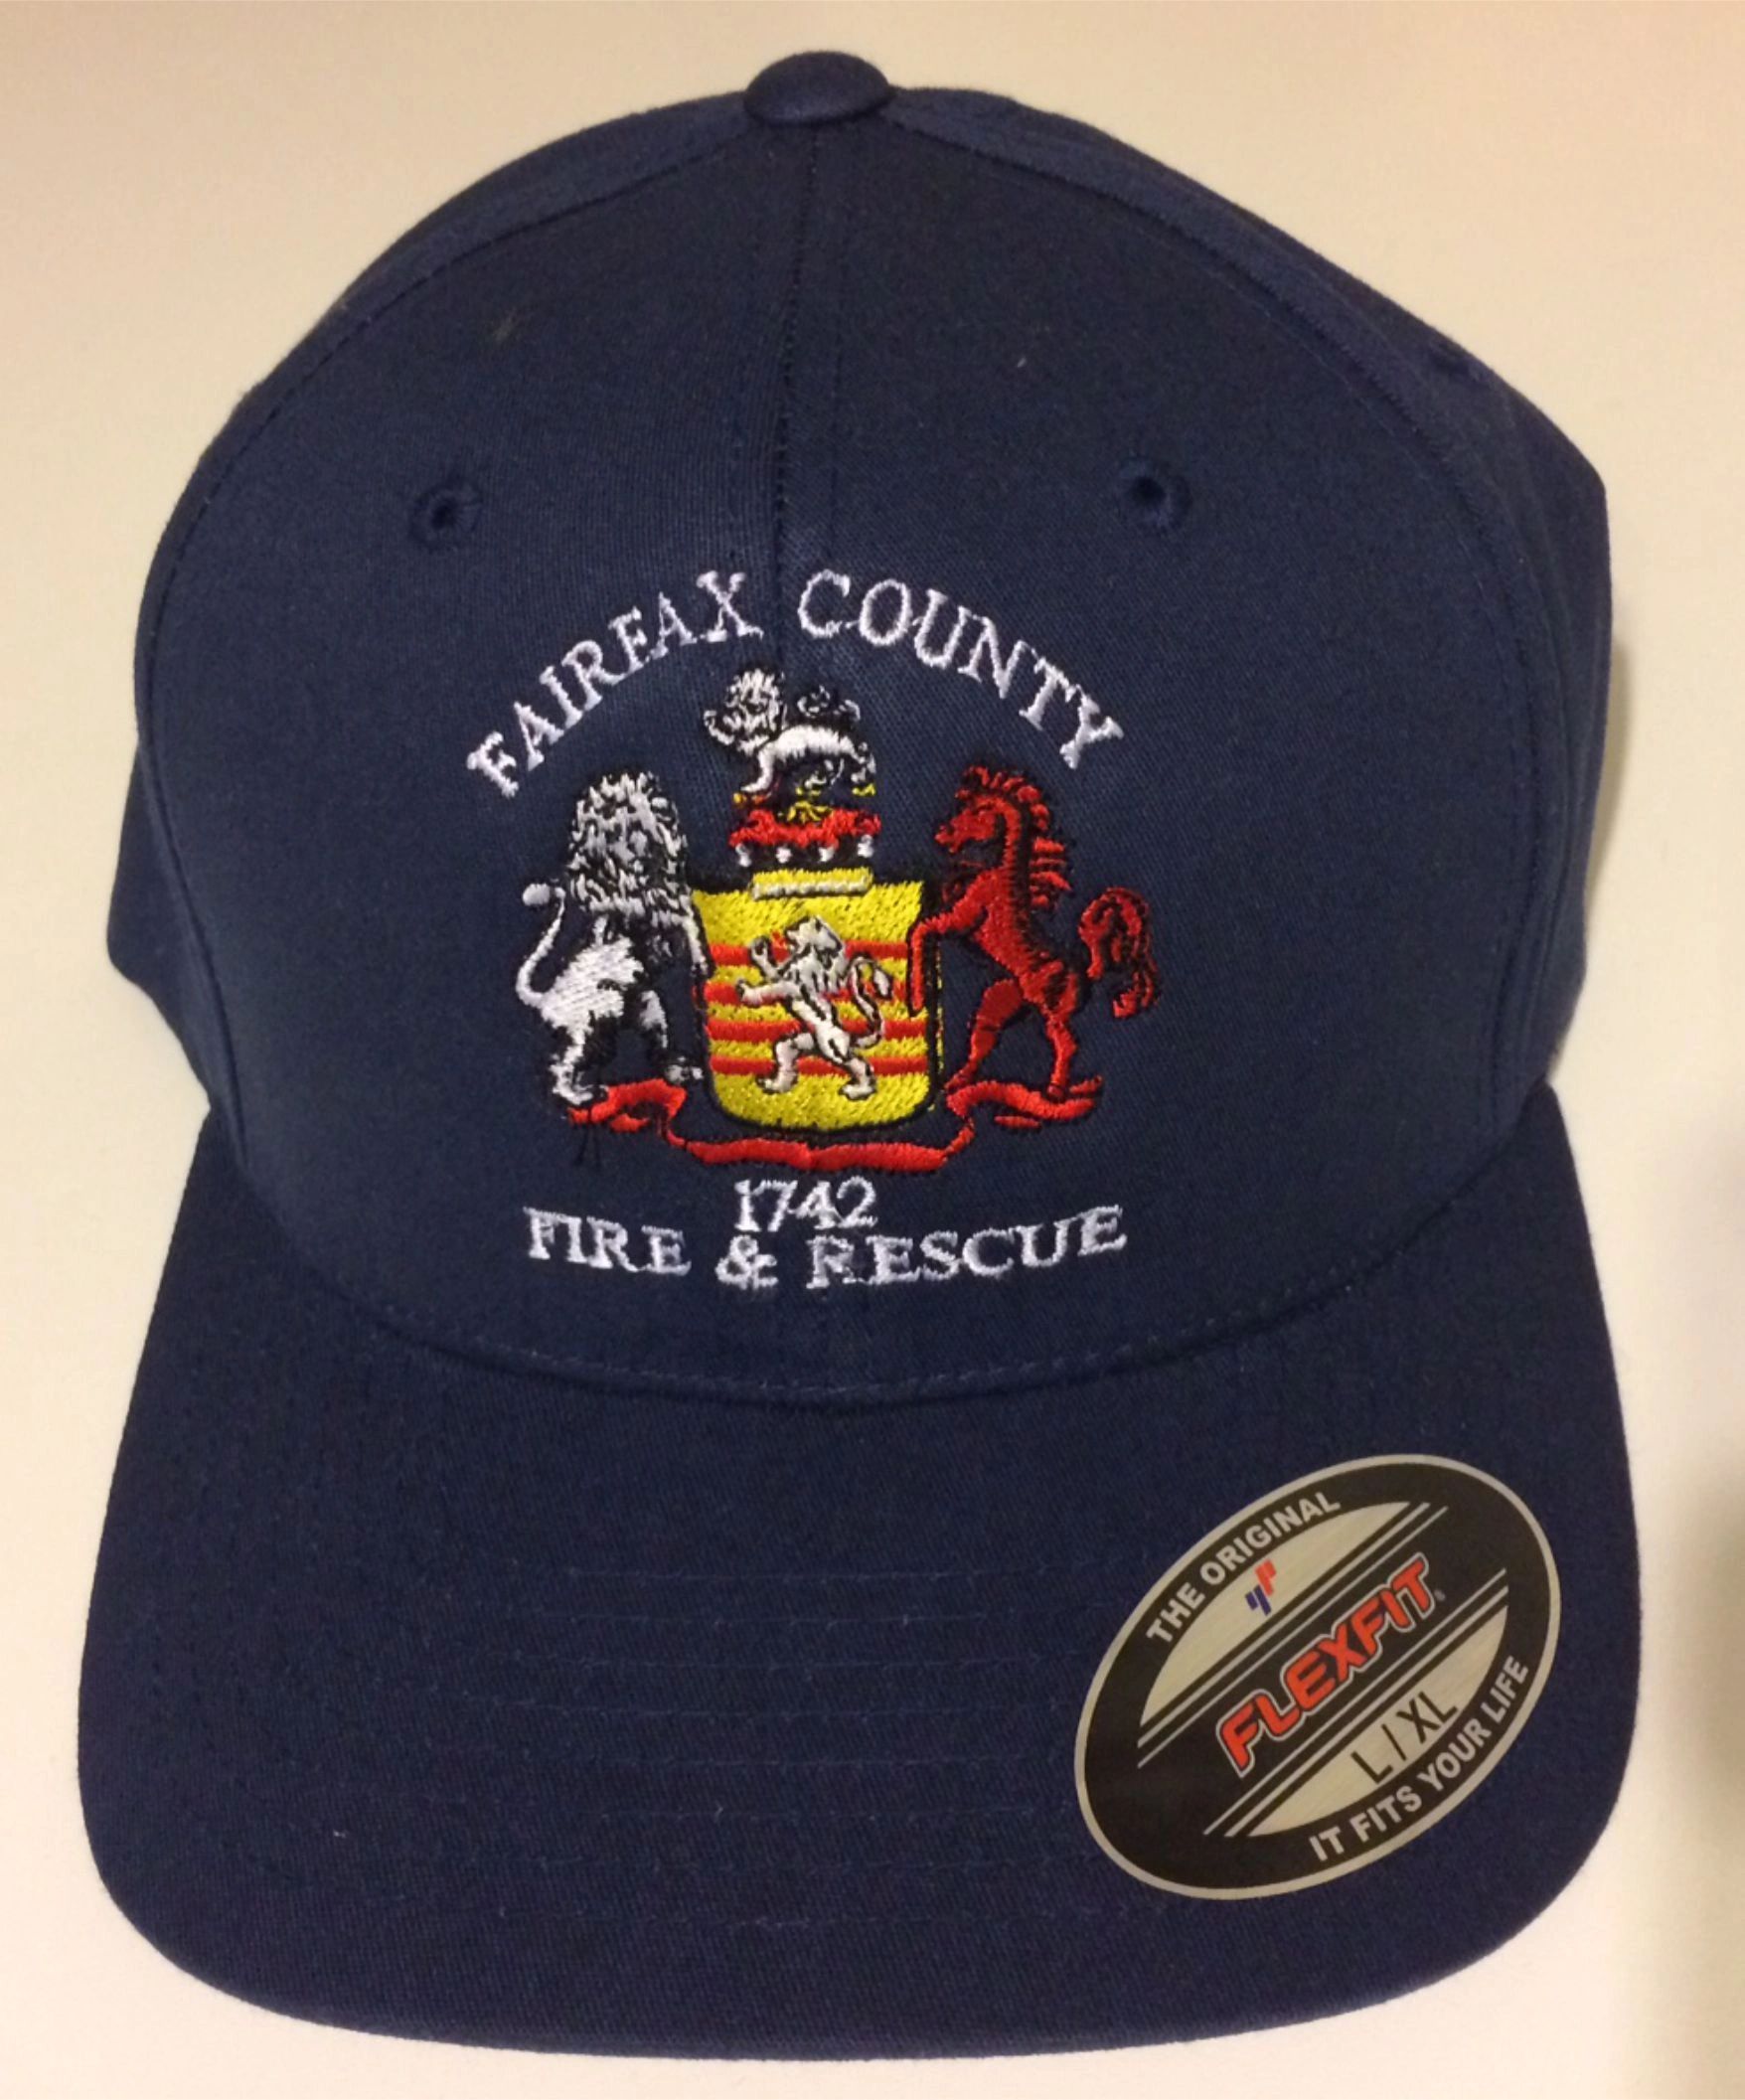 FAIRFAX COUNTY
1742
FIRE & RESCUE
THE ORIGINAL
FLEXFIT®
L / XL
IT FITS YOUR LIFE